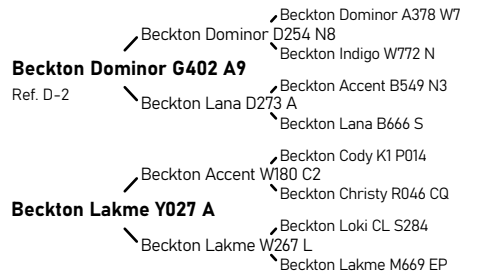 Beckton Dominor A378 W7
Beckton Dominor D254 N8
Beckton Indigo W772 N
Beckton Dominor G402 A9
Ref. D-2
Beckton Accent B549 N3
Beckton Lana D273 A
Beckton Lana B666 S
Beckton Cody K1 P014
Beckton Accent W180 C2
Beckton Christy R046 CQ
Beckton Lakme Y027 A
Beckton Loki CL S284
Beckton Lakme W267 L
Beckton Lakme M669 EP